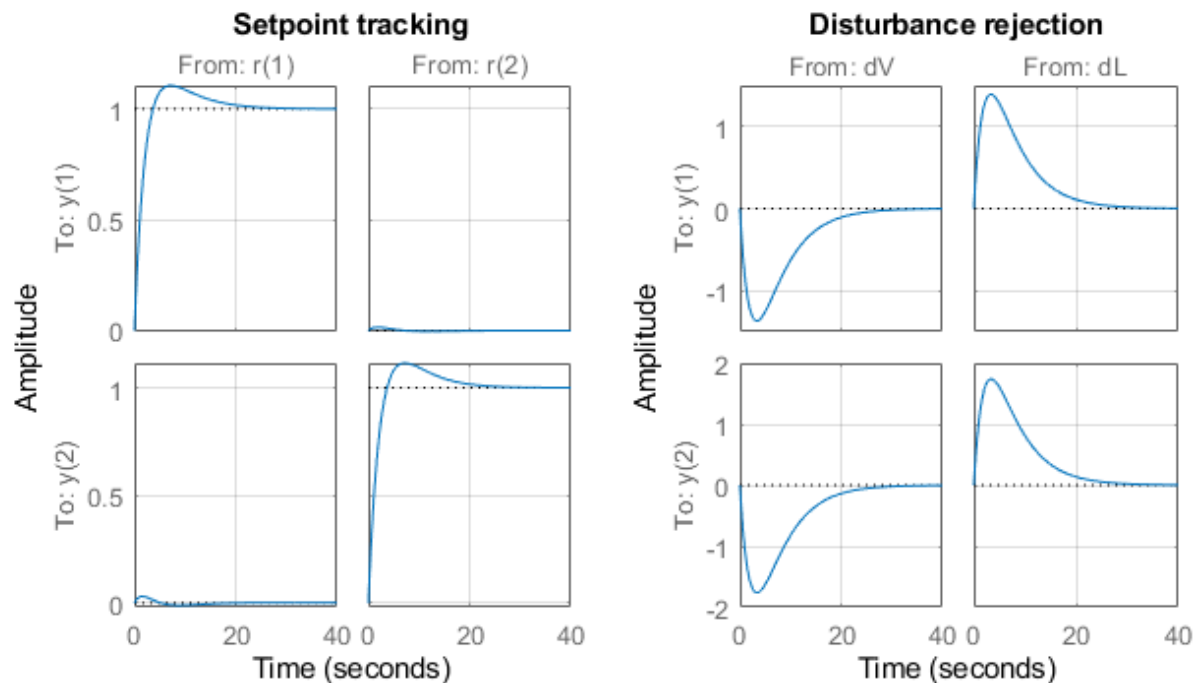 Setpoint tracking
From: r(1)
From: r(2)
Amplitude
To: y(1)
1
0.5
0
To: y(2)
1
0.5
0
0
20
40
0
20
40
Time (seconds)
Disturbance rejection
From: dV
From: dL
Amplitude
To: y(1)
1
0
-1
To: y(2)
2
1
0
-1
-2
0
20
40
0
20
40
Time (seconds)